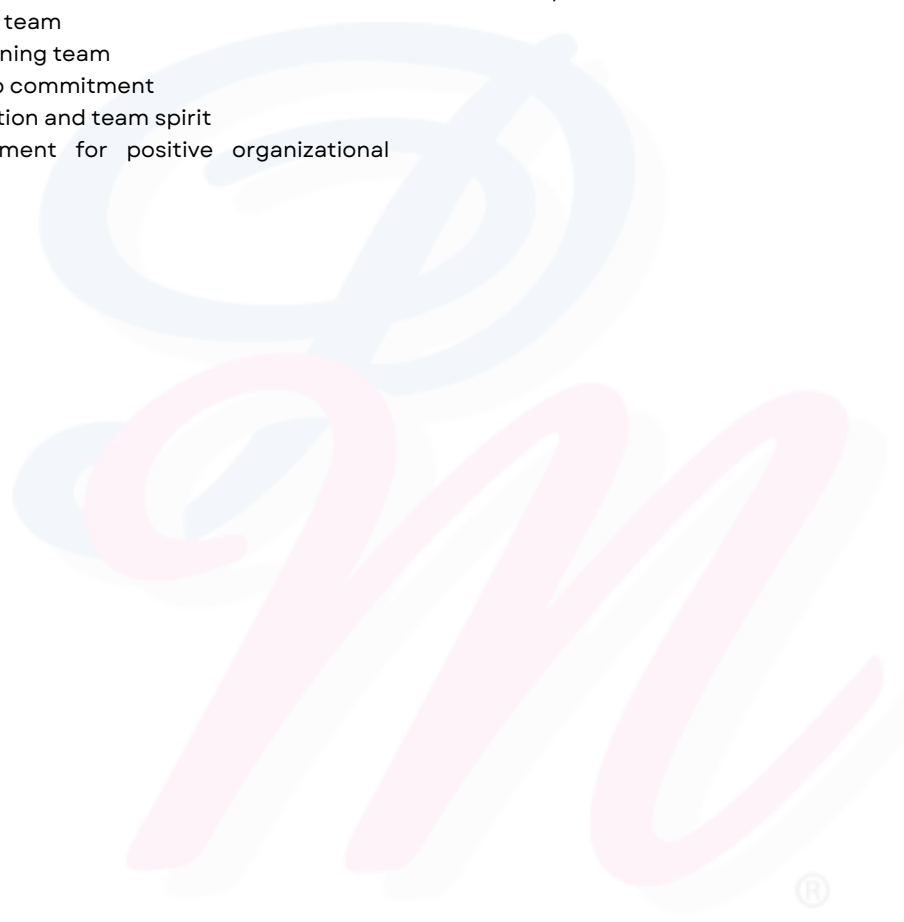 team
ning team
commitment
tion and team spirit
ment for positive organizational
®